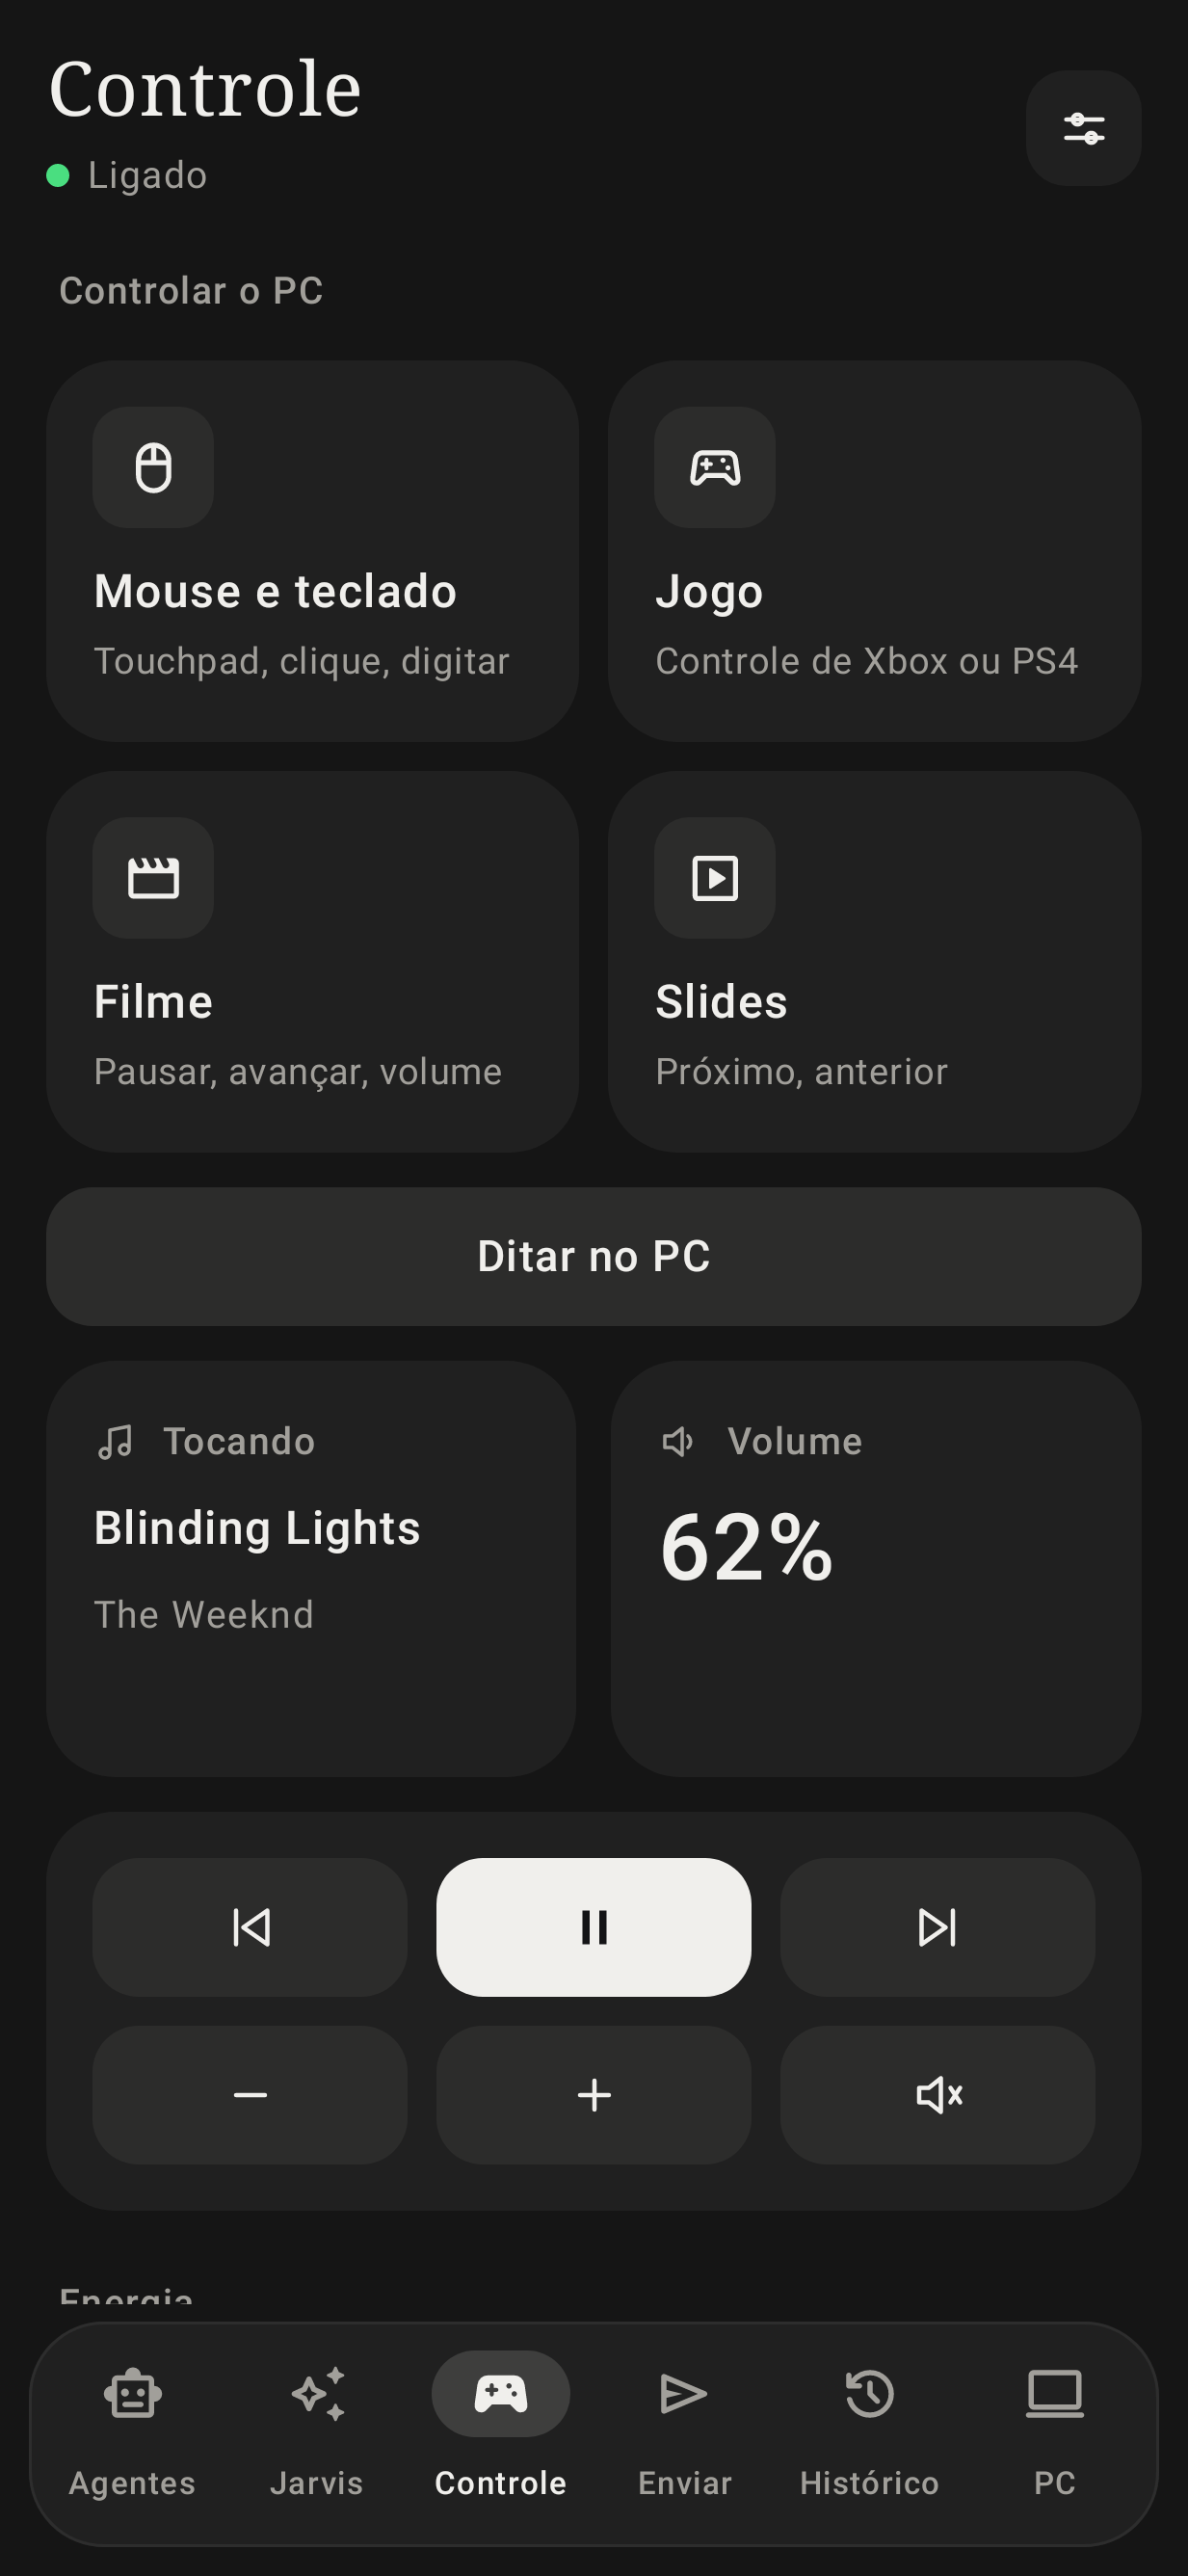 Controle
Ligado
Controlar o PC
Mouse e teclado
Touchpad, clique, digitar
Jogo
Controle de Xbox ou PS4
Filme
Pausar, avançar, volume
Slides
Próximo, anterior
Ditar no PC
Tocando
Blinding Lights
The Weeknd
Volume
62%
Energia
Agentes
Jarvis
Controle
Enviar
Histórico
PC